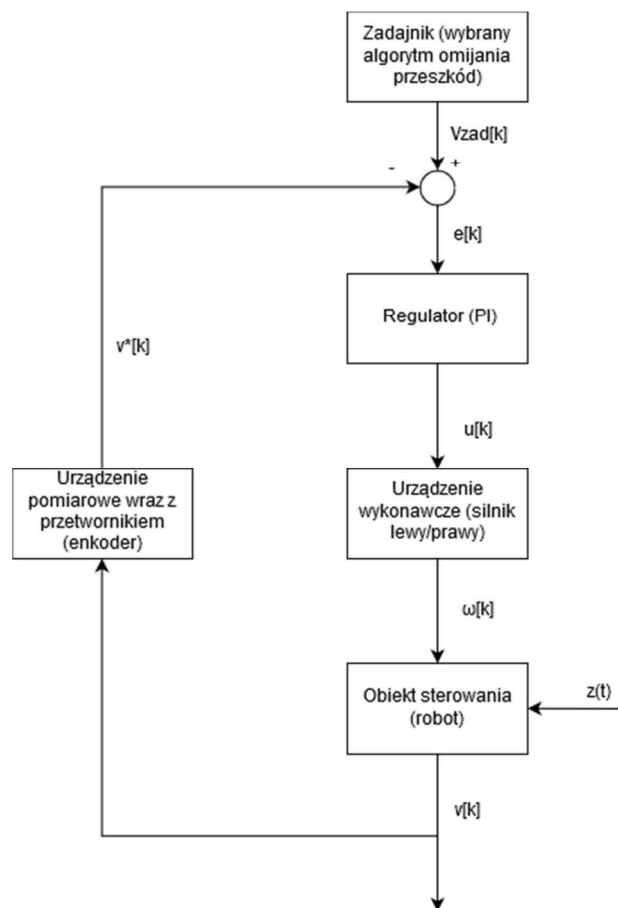 Zadajnik (wybrany
algorytm omijania
przeszkód)
Vzad[k]
- +
e[k]
Regulator (PI)
v*[k]
u[k]
Urządzenie
pomiarowe wraz z
przetwornikiem
(enkoder)
Urządzenie
wykonawcze (silnik
lewy/prawy)
ω[k]
Obiekt sterowania
(robot)
z(t)
v[k]